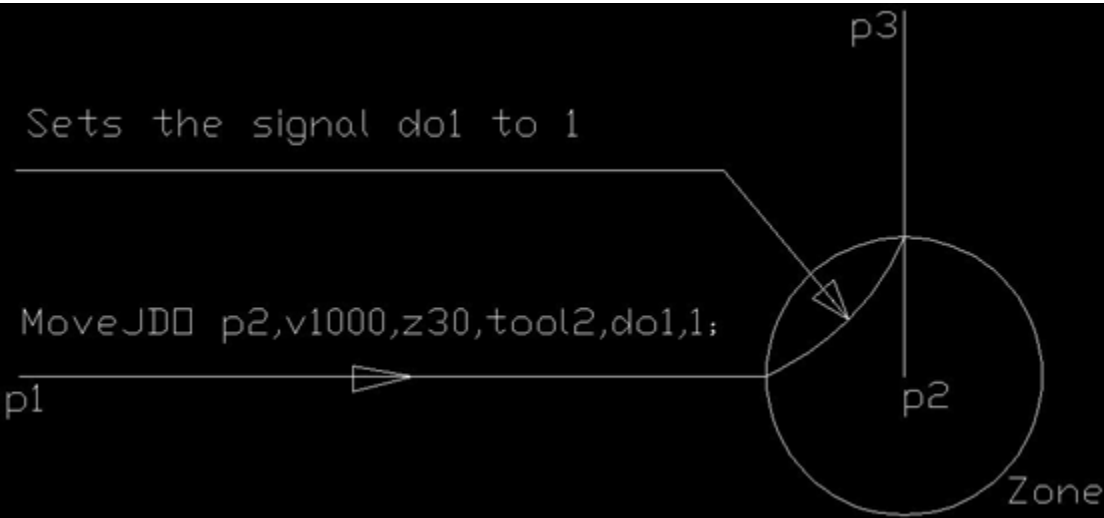 p3
Sets the signal do1 to 1
MoveJDO p2,v1000,z30,tool2,do1,1;
p1
p2
Zone